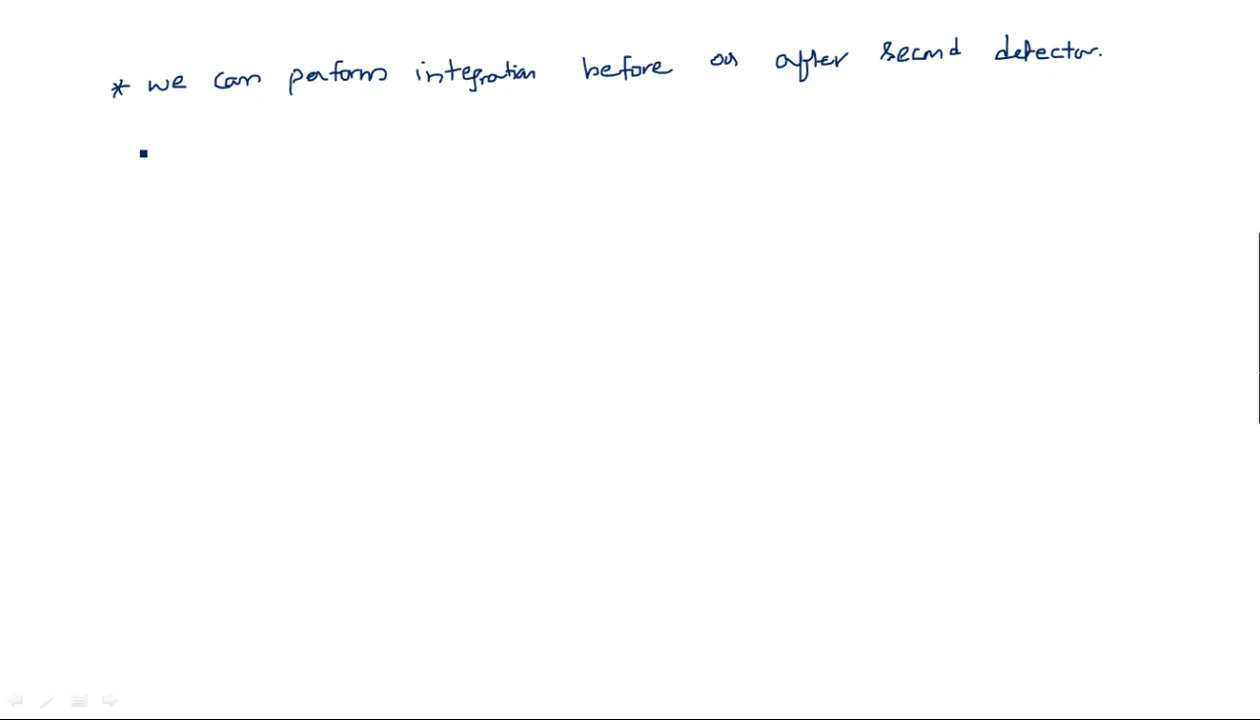 * we can perform integration before or after second detector.